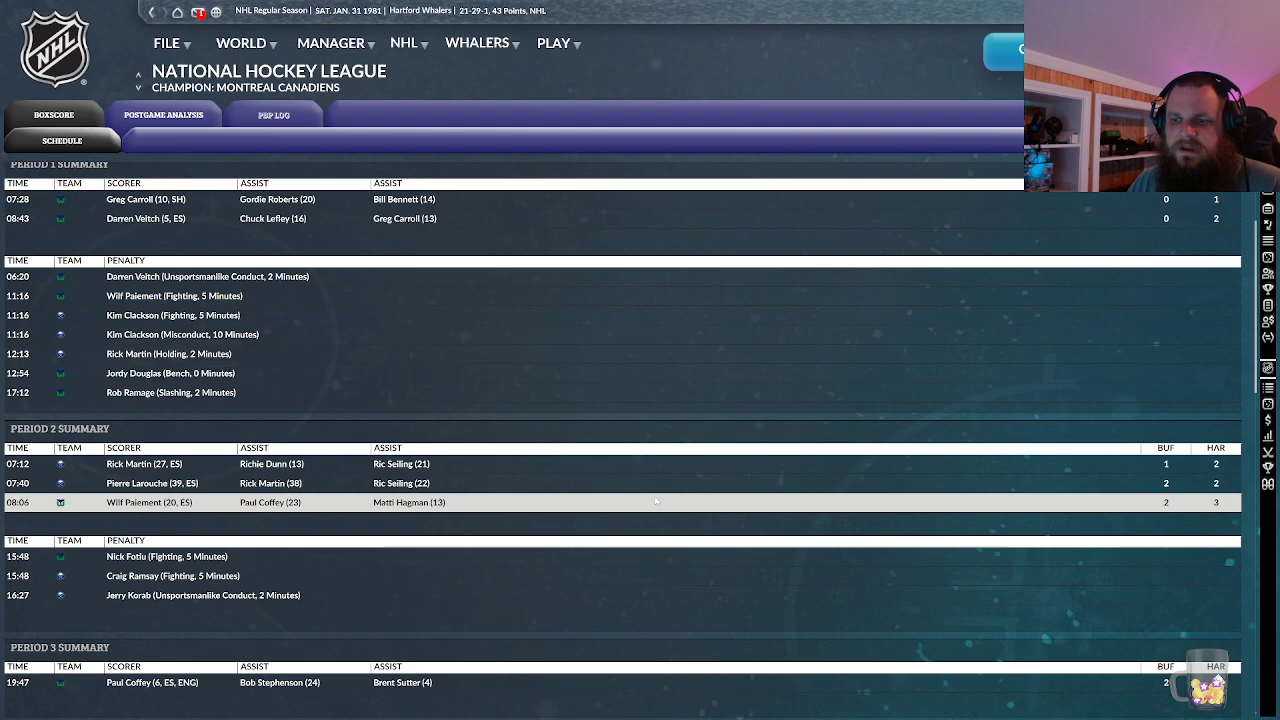 NHL Regular Season | SAT. JAN. 31 1981 | Hartford Whalers | 21-29-1, 43 Points, NHL
1
NHL
FILE WORLD MANAGER NHL WHALERS PLAY
NATIONAL HOCKEY LEAGUE
CHAMPION: MONTREAL CANADIENS
BOXSCORE POSTGAME ANALYSIS PBP LOG
SCHEDULE
PERIOD 1 SUMMARY
TIME TEAM SCORER ASSIST ASSIST
07:28 Greg Carroll (10, SH) Gordie Roberts (20) Bill Bennett (14) 0 1
08:43 Darren Veitch (5, ES) Chuck Lefley (16) Greg Carroll (13) 0 2
TIME TEAM PENALTY
06:20 Darren Veitch (Unsportsmanlike Conduct, 2 Minutes)
11:16 Wilf Paiement (Fighting, 5 Minutes)
11:16 Kim Clackson (Fighting, 5 Minutes)
11:16 Kim Clackson (Misconduct, 10 Minutes)
12:13 Rick Martin (Holding, 2 Minutes)
12:54 Jordy Douglas (Bench, 0 Minutes)
17:12 Rob Ramage (Slashing, 2 Minutes)
PERIOD 2 SUMMARY
TIME TEAM SCORER ASSIST ASSIST BUF HAR
07:12 Rick Martin (27, ES) Richie Dunn (13) Ric Seiling (21) 1 2
07:40 Pierre Larouche (39, ES) Rick Martin (38) Ric Seiling (22) 2 2
08:06 Wilf Paiement (20, ES) Paul Coffey (23) Matti Hagman (13) 2 3
TIME TEAM PENALTY
15:48 Nick Fotiu (Fighting, 5 Minutes)
15:48 Craig Ramsay (Fighting, 5 Minutes)
16:27 Jerry Korab (Unsportsmanlike Conduct, 2 Minutes)
PERIOD 3 SUMMARY
TIME TEAM SCORER ASSIST ASSIST BUF HAR
19:47 Paul Coffey (6, ES, ENG) Bob Stephenson (24) Brent Sutter (4) 2